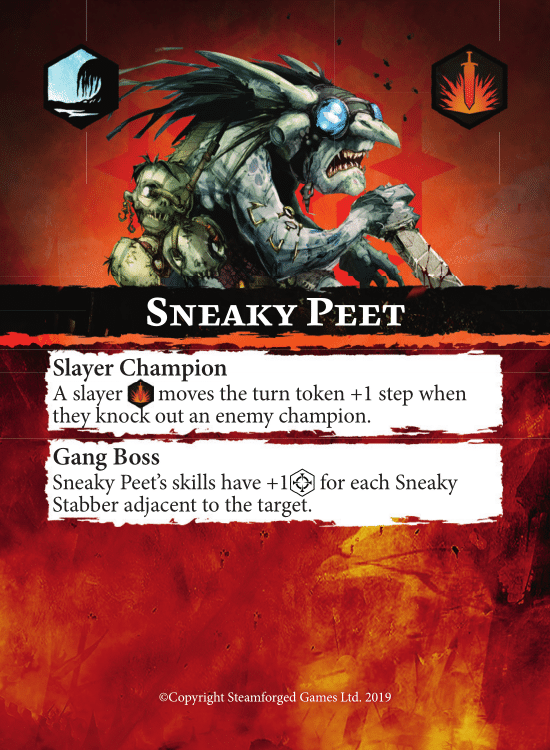 Sneaky Peet
Slayer Champion
A slayer moves the turn token +1 step when
they knock out an enemy champion.
Gang Boss
Sneaky Peet's skills have +1 for each Sneaky
Stabber adjacent to the target.
©Copyright Steamforged Games Ltd. 2019